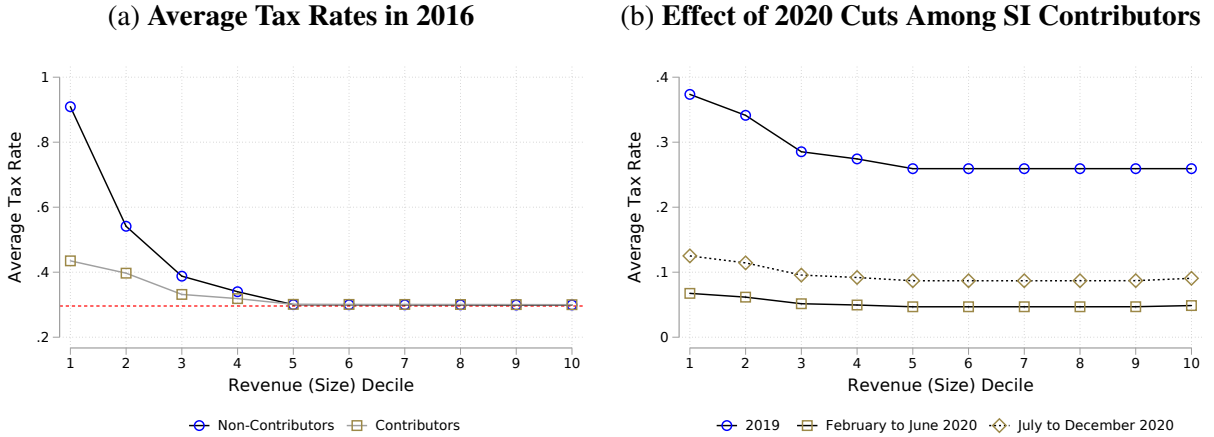 (a) Average Tax Rates in 2016
Average Tax Rate
1
.8
.6
.4
.2
1 2 3 4 5 6 7 8 9 10
Revenue (Size) Decile
Non-Contributors Contributors
(b) Effect of 2020 Cuts Among SI Contributors
Average Tax Rate
.4
.3
.2
.1
0
1 2 3 4 5 6 7 8 9 10
Revenue (Size) Decile
2019 February to June 2020 July to December 2020